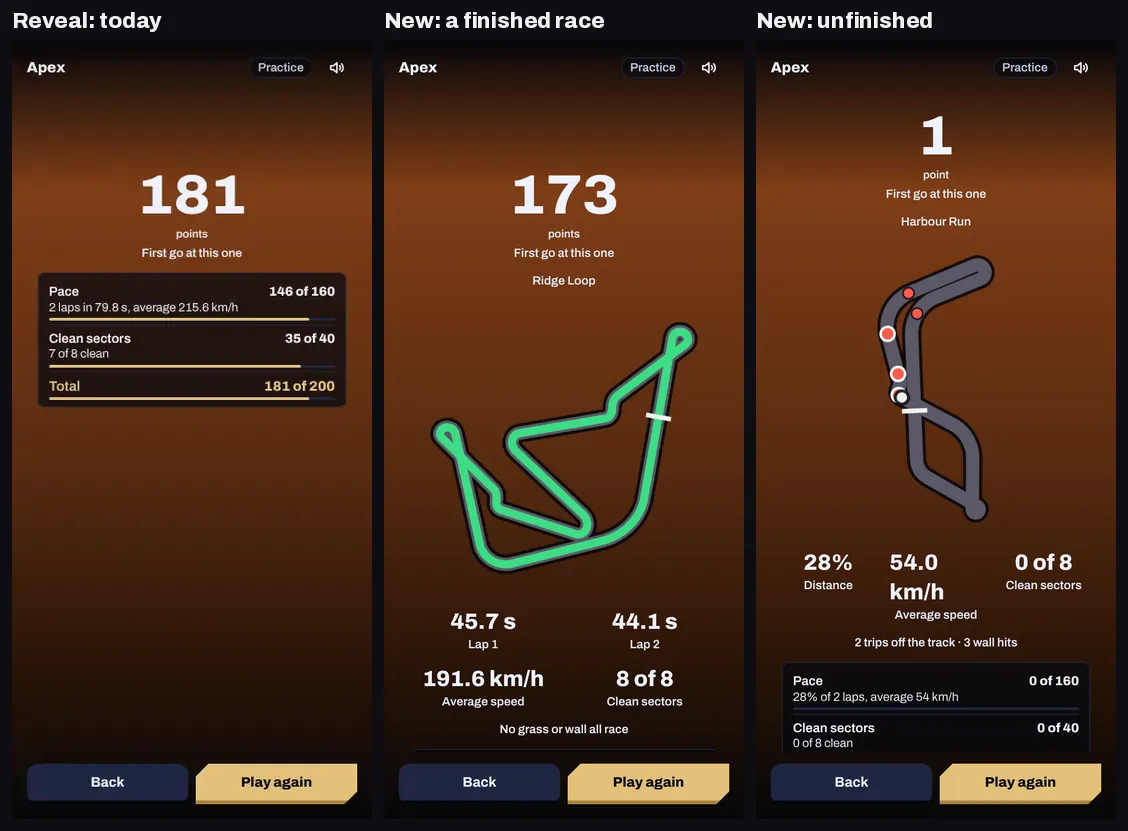 Reveal: today
Apex
Practice
181
points
First go at this one
Pace 146 of 160
2 laps in 79.8 s, average 215.6 km/h
Clean sectors 35 of 40
7 of 8 clean
Total 181 of 200
Back
Play again
New: a finished race
Apex
Practice
173
points
First go at this one
Ridge Loop
45.7 s
Lap 1
44.1 s
Lap 2
191.6 km/h
Average speed
8 of 8
Clean sectors
No grass or wall all race
Back
Play again
New: unfinished
Apex
Practice
1
point
First go at this one
Harbour Run
28%
Distance
54.0
km/h
Average speed
0 of 8
Clean sectors
2 trips off the track · 3 wall hits
Pace 0 of 160
28% of 2 laps, average 54 km/h
Clean sectors 0 of 40
0 of 8 clean
Back
Play again